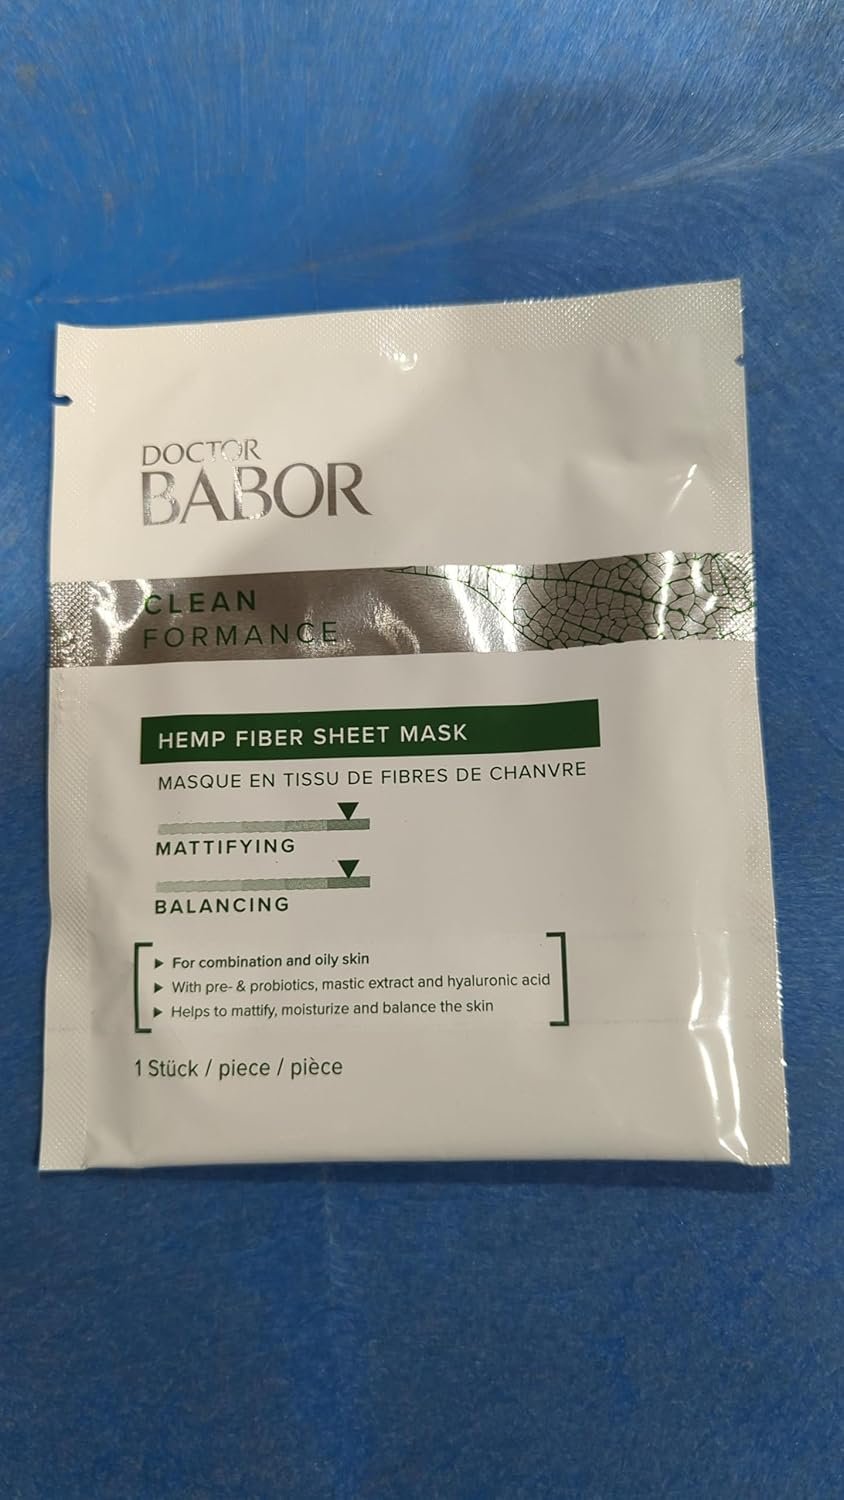 DOCTOR
BABOR
CLEAN
FORMANCE
HEMP FIBER SHEET MASK
MASQUE EN TISSU DE FIBRES DE CHANVRE
MATTIFYING
BALANCING
For combination and oily skin
With pre- & probiotics, mastic extract and hyaluronic acid
Helps to mattify, moisturize and balance the skin
1 Stück / piece / pièce